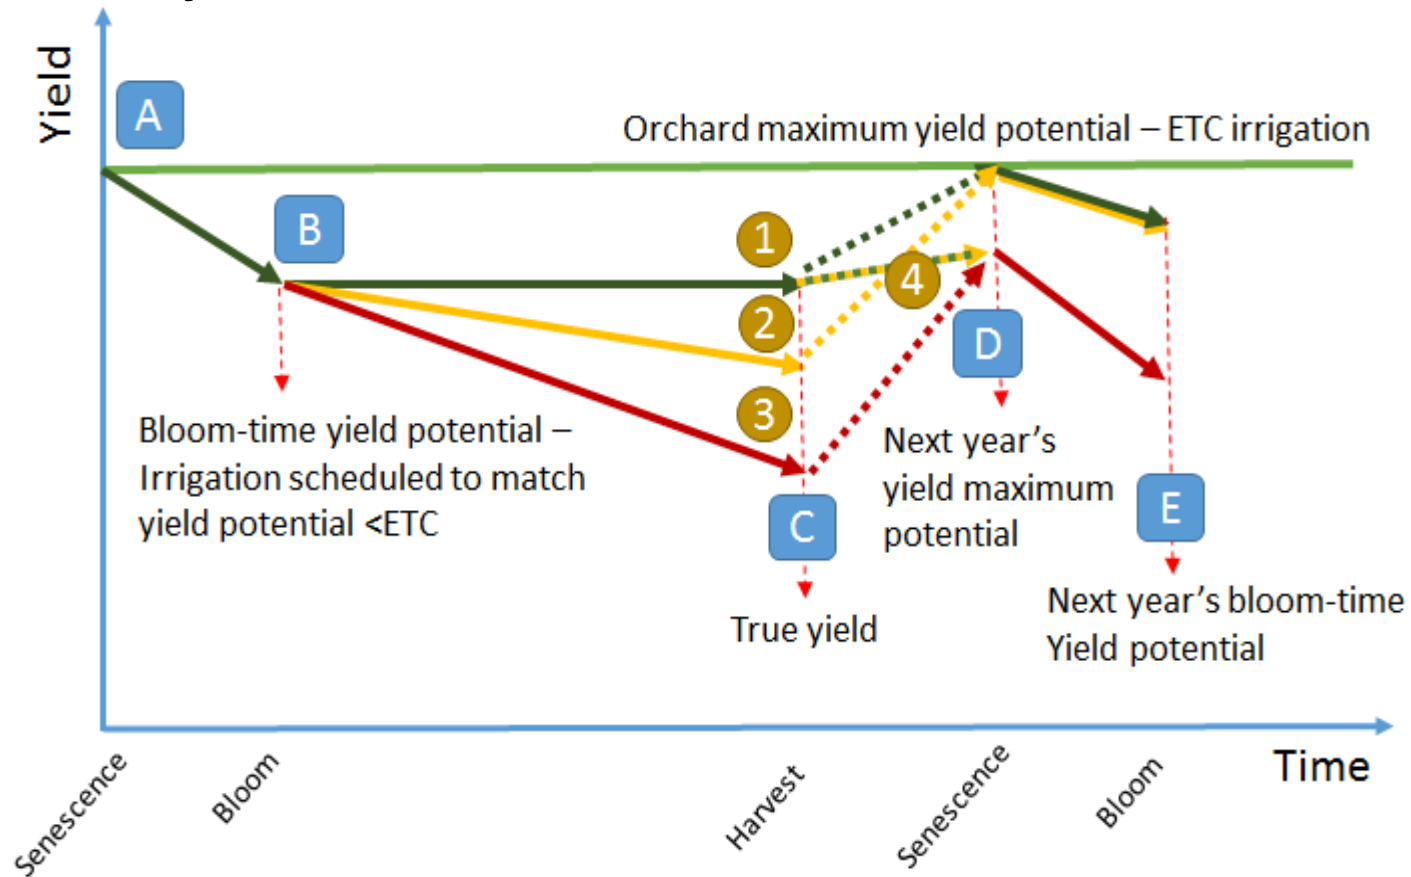 Yield
A
Orchard maximum yield potential – ETC irrigation
B
1
2
4
3
D
Bloom-time yield potential –
Irrigation scheduled to match
yield potential <ETC
Next year's
yield maximum
potential
C
E
True yield
Next year's bloom-time
Yield potential
Time
Senescence
Bloom
Harvest
Senescence
Bloom